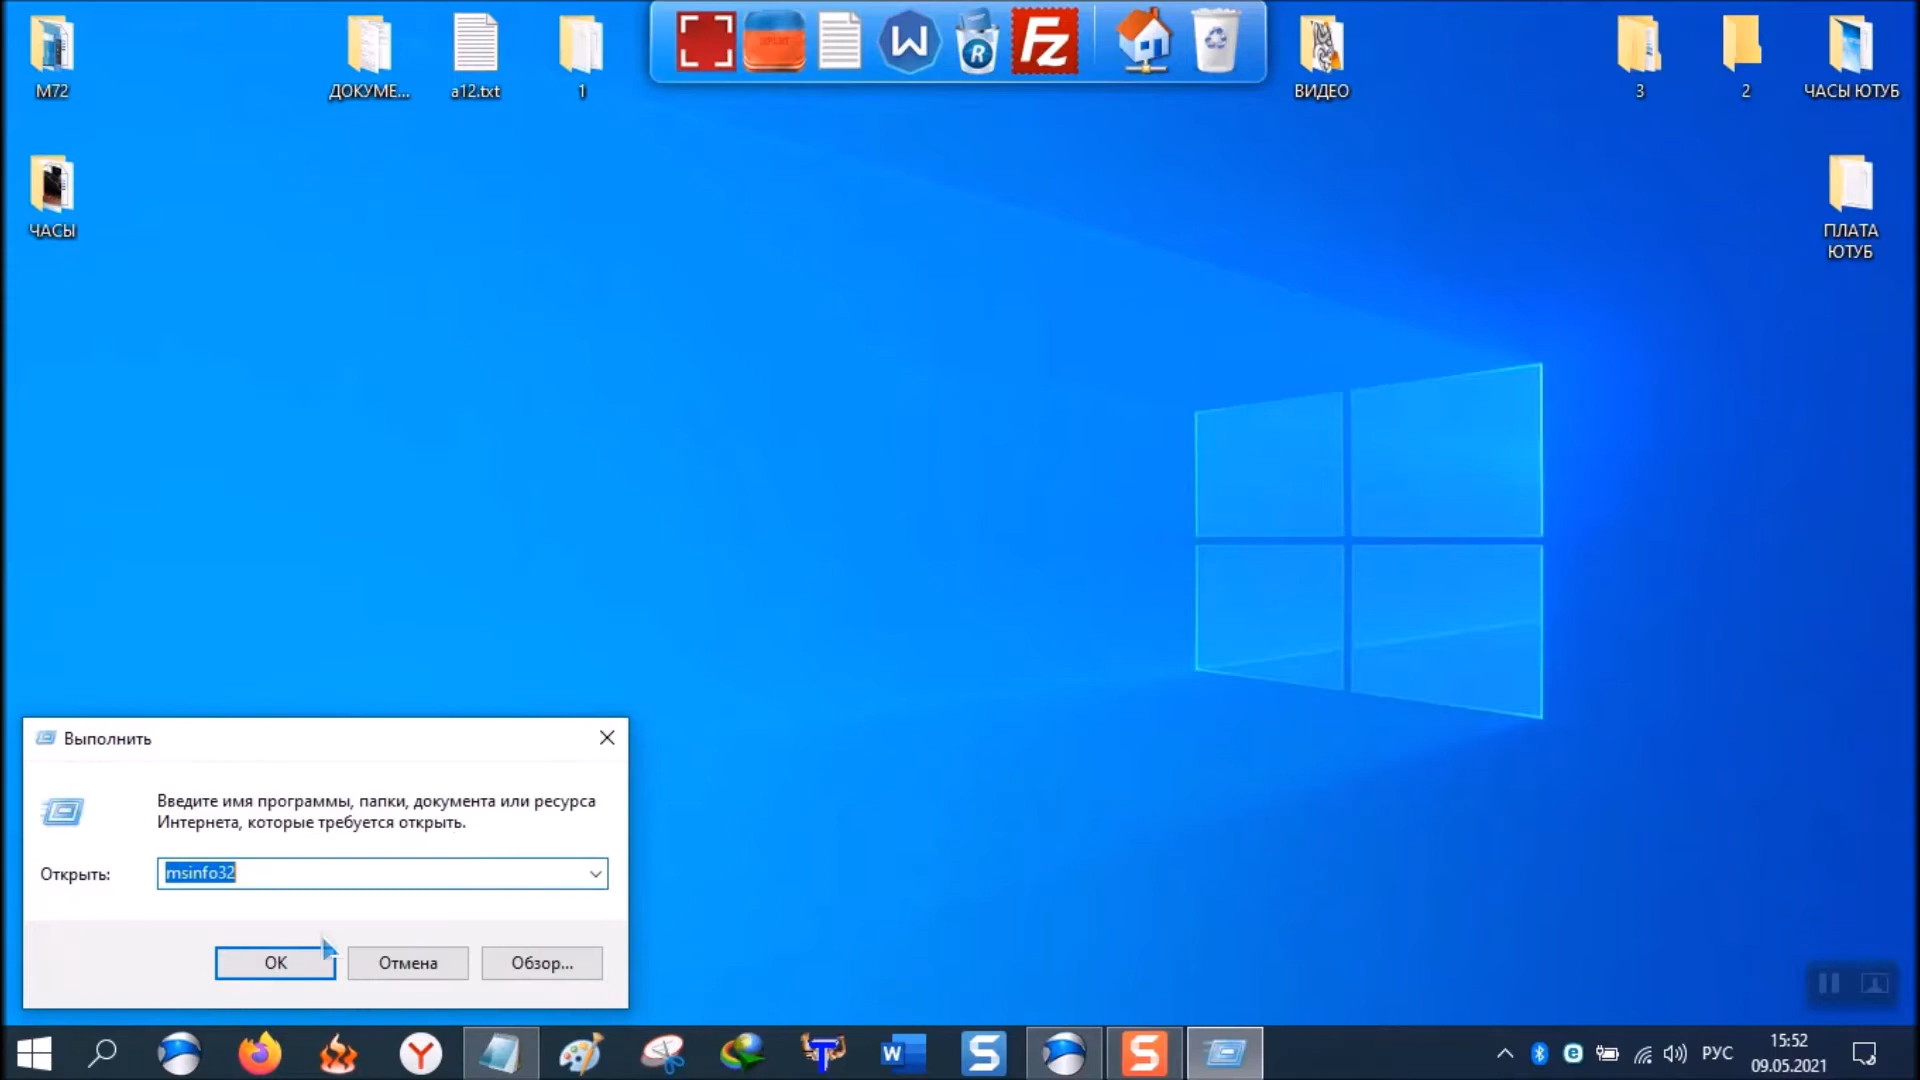 M72
ДОКУМЕ...
a12.txt
1
W
R
FZ
ВИДЕО
3
2
ЧАСЫ ЮТУБ
ЧАСЫ
ПЛАТА
ЮТУБ
Выполнить
Введите имя программы, папки, документа или ресурса
Интернета, которые требуется открыть.
Открыть:
msinfo32
ОК
Отмена
Обзор...
Y
T
W
S
S
РУС
15:52
09.05.2021